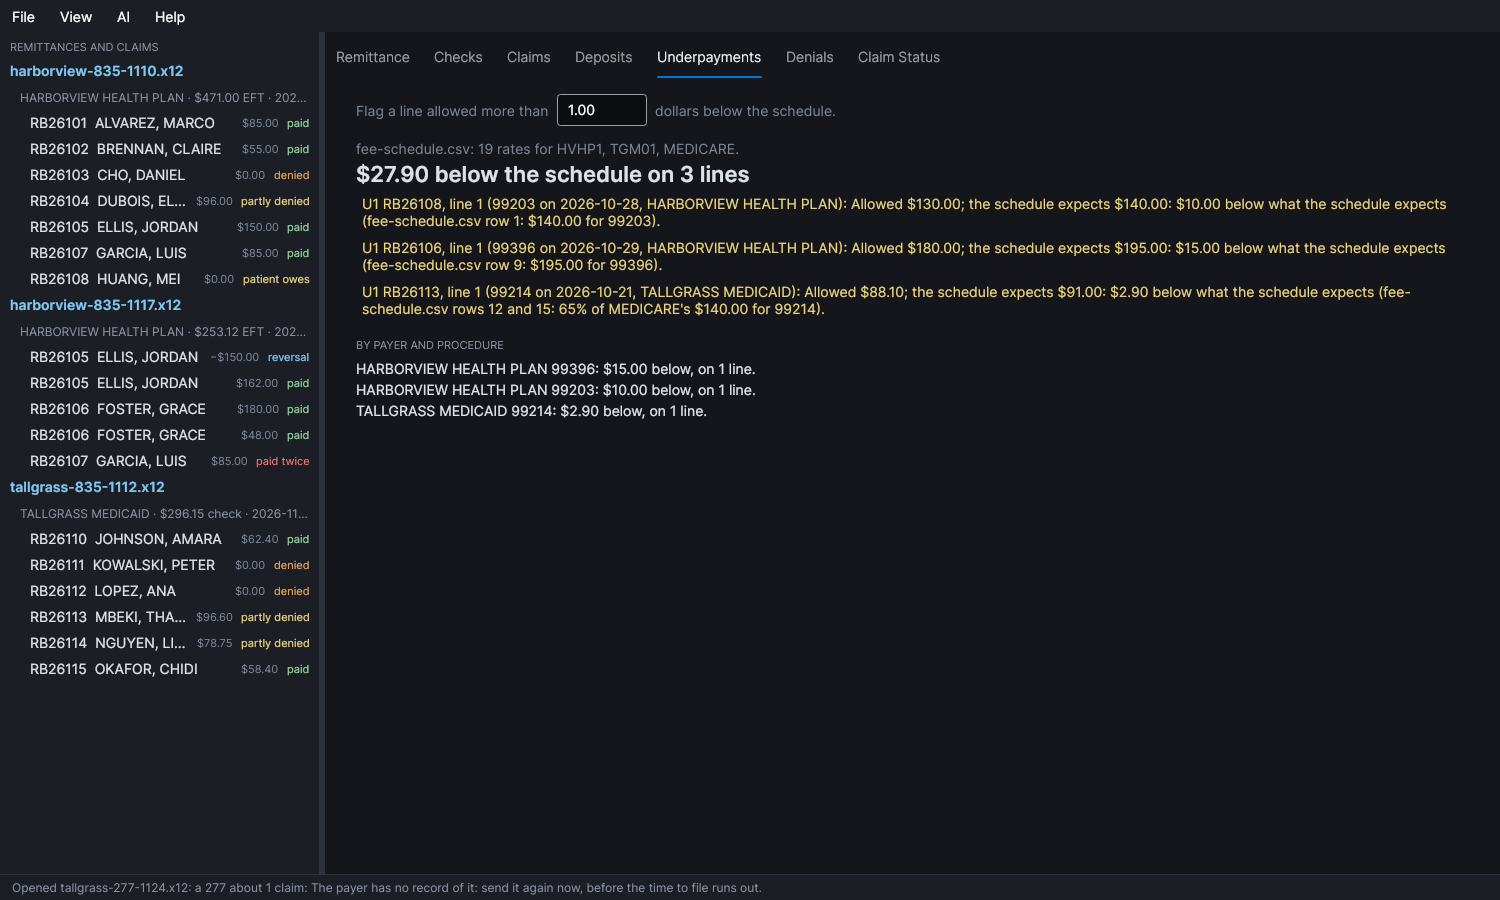 File View AI Help
REMITTANCES AND CLAIMS
harborview-835-1110.x12
HARBORVIEW HEALTH PLAN · $471.00 EFT · 202...
RB26101 ALVAREZ, MARCO $85.00 paid
RB26102 BRENNAN, CLAIRE $55.00 paid
RB26103 CHO, DANIEL $0.00 denied
RB26104 DUBOIS, EL... $96.00 partly denied
RB26105 ELLIS, JORDAN $150.00 paid
RB26107 GARCIA, LUIS $85.00 paid
RB26108 HUANG, MEI $0.00 patient owes
harborview-835-1117.x12
HARBORVIEW HEALTH PLAN · $253.12 EFT · 202...
RB26105 ELLIS, JORDAN −$150.00 reversal
RB26105 ELLIS, JORDAN $162.00 paid
RB26106 FOSTER, GRACE $180.00 paid
RB26106 FOSTER, GRACE $48.00 paid
RB26107 GARCIA, LUIS $85.00 paid twice
tallgrass-835-1112.x12
TALLGRASS MEDICAID · $296.15 check · 2026-11...
RB26110 JOHNSON, AMARA $62.40 paid
RB26111 KOWALSKI, PETER $0.00 denied
RB26112 LOPEZ, ANA $0.00 denied
RB26113 MBEKI, THA... $96.60 partly denied
RB26114 NGUYEN, LI... $78.75 partly denied
RB26115 OKAFOR, CHIDI $58.40 paid
Remittance Checks Claims Deposits Underpayments Denials Claim Status
Flag a line allowed more than 1.00 dollars below the schedule.
fee-schedule.csv: 19 rates for HVHP1, TGM01, MEDICARE.
$27.90 below the schedule on 3 lines
U1 RB26108, line 1 (99203 on 2026-10-28, HARBORVIEW HEALTH PLAN): Allowed $130.00; the schedule expects $140.00: $10.00 below what the schedule expects
(fee-schedule.csv row 1: $140.00 for 99203).
U1 RB26106, line 1 (99396 on 2026-10-29, HARBORVIEW HEALTH PLAN): Allowed $180.00; the schedule expects $195.00: $15.00 below what the schedule expects
(fee-schedule.csv row 9: $195.00 for 99396).
U1 RB26113, line 1 (99214 on 2026-10-21, TALLGRASS MEDICAID): Allowed $88.10; the schedule expects $91.00: $2.90 below what the schedule expects (fee-
schedule.csv rows 12 and 15: 65% of MEDICARE's $140.00 for 99214).
BY PAYER AND PROCEDURE
HARBORVIEW HEALTH PLAN 99396: $15.00 below, on 1 line.
HARBORVIEW HEALTH PLAN 99203: $10.00 below, on 1 line.
TALLGRASS MEDICAID 99214: $2.90 below, on 1 line.
Opened tallgrass-277-1124.x12: a 277 about 1 claim: The payer has no record of it: send it again now, before the time to file runs out.